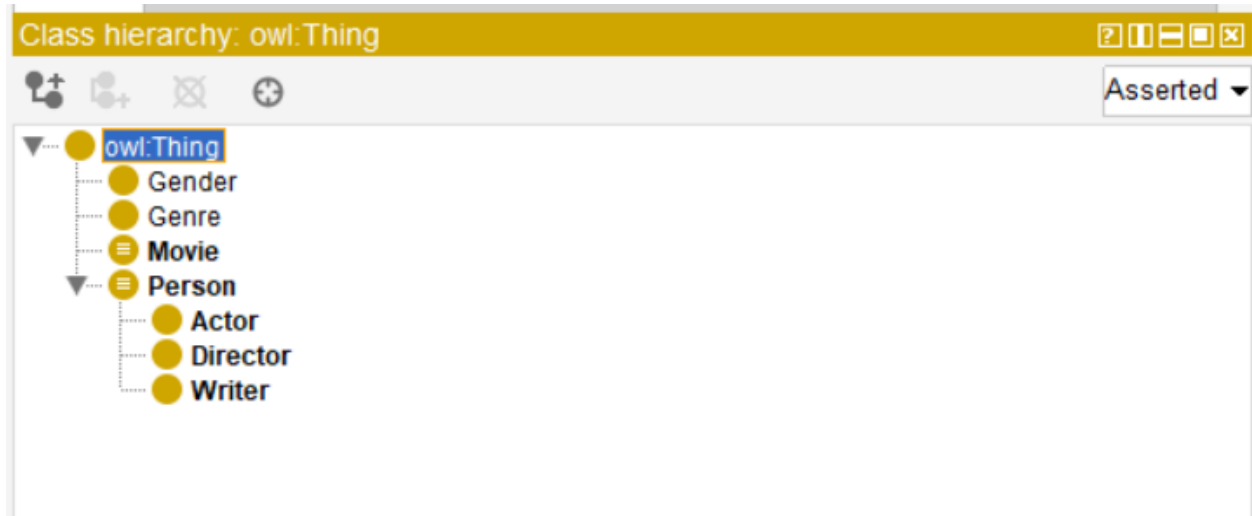 Class hierarchy: owl:Thing
Asserted
owl:Thing
Gender
Genre
Movie
Person
Actor
Director
Writer